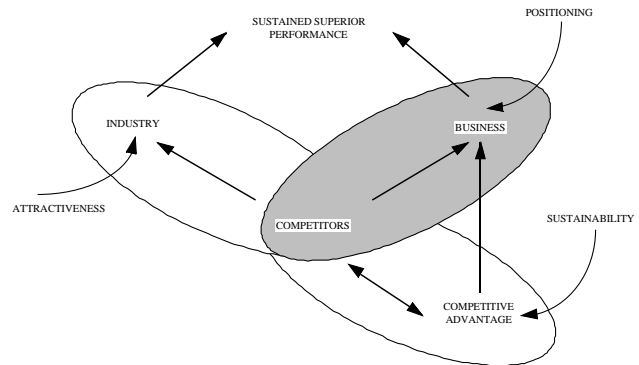 POSITIONING
SUSTAINED SUPERIOR
PERFORMANCE
INDUSTRY
BUSINESS
ATTRACTIVENESS
COMPETITORS
SUSTAINABILITY
COMPETITIVE
ADVANTAGE